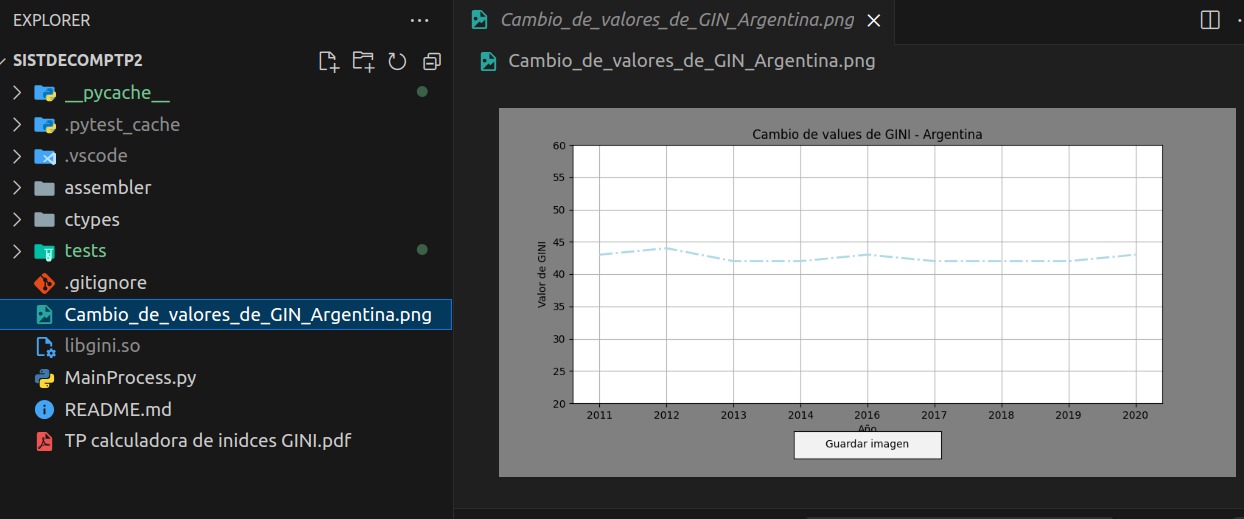 EXPLORER
SISTDECOMPTP2
__pycache__
.pytest_cache
.vscode
assembler
ctypes
tests
.gitignore
Cambio_de_valores_de_GIN_Argentina.png
libgini.so
MainProcess.py
README.md
TP calculadora de inidces GINI.pdf
Cambio_de_valores_de_GIN_Argentina.png
Cambio_de_valores_de_GIN_Argentina.png
Cambio de values de GINI - Argentina
60
55
50
45
40
35
30
25
20
Valor de GINI
2011 2012 2013 2014 2016 2017 2018 2019 2020
Año
Guardar imagen